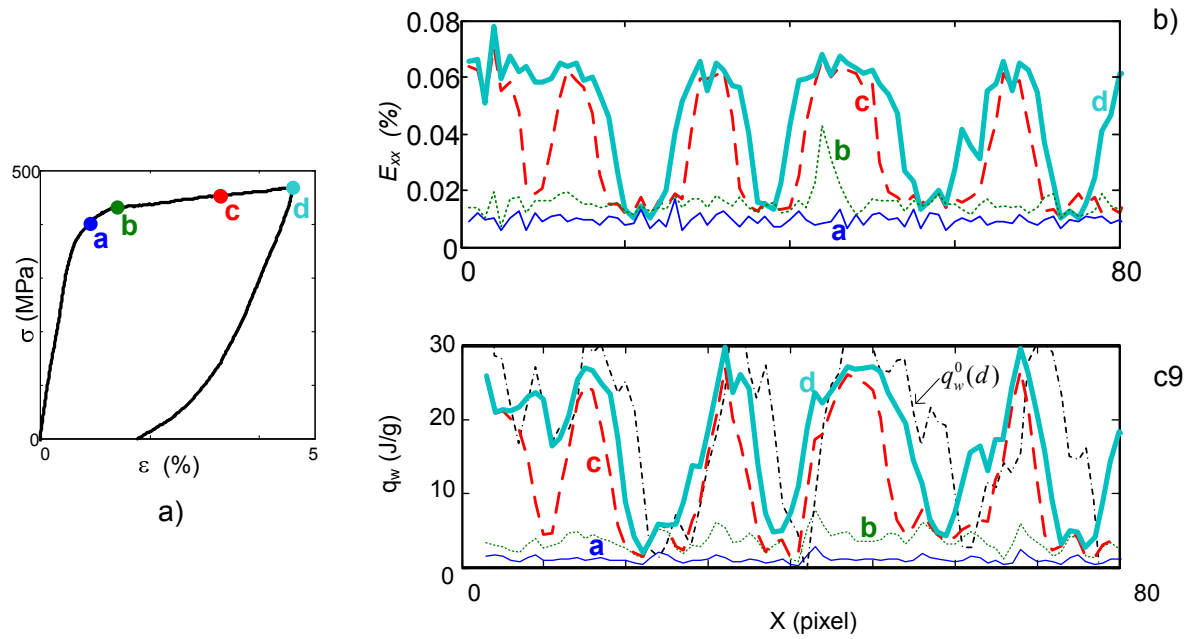 500
σ (MPa)
0
a
b
c
d
0
5
ε (%)
a)
b)
0.08
0.06
0.04
0.02
0
E_xx (%)
a
b
c
d
0
80
c9
30
20
10
0
q_w (J/g)
a
b
c
d
q_w^0(d)
80
X (pixel)